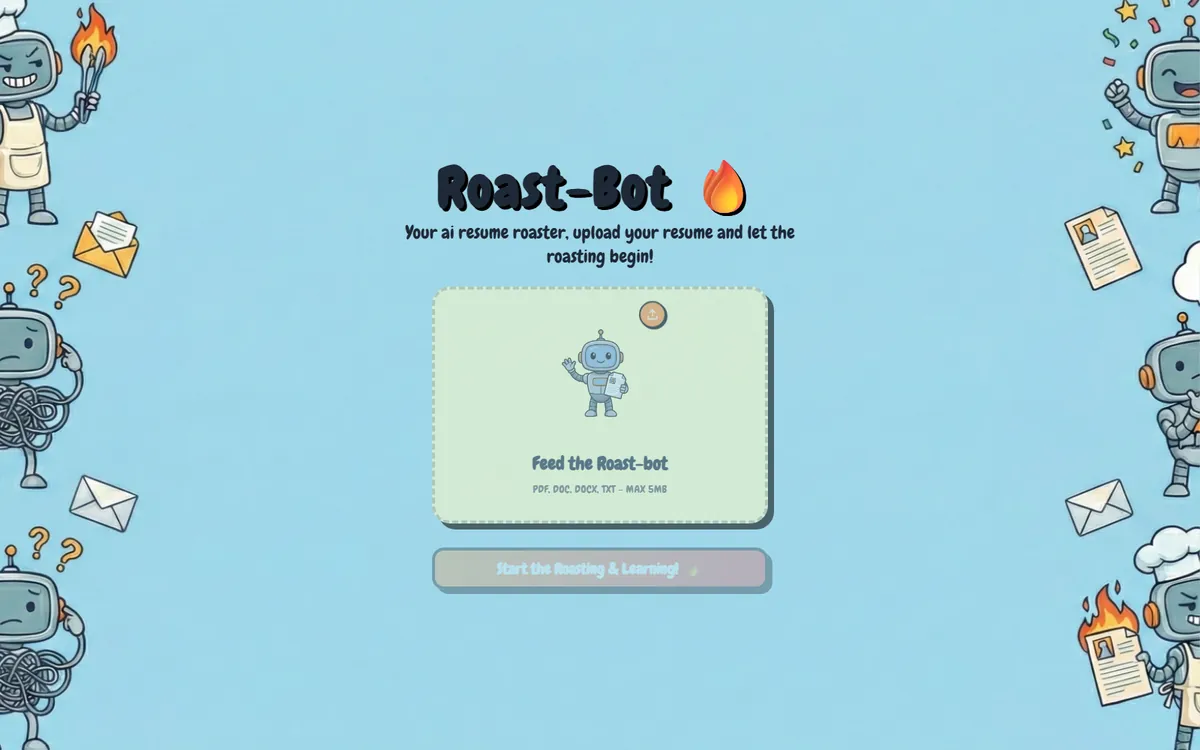 Roast-Bot 🔥
Your ai resume roaster, upload your resume and let the
roasting begin!
Feed the Roast-bot
PDF, DOC, DOCX, TXT - MAX 5MB
Start the Roasting & Learning! 🔥